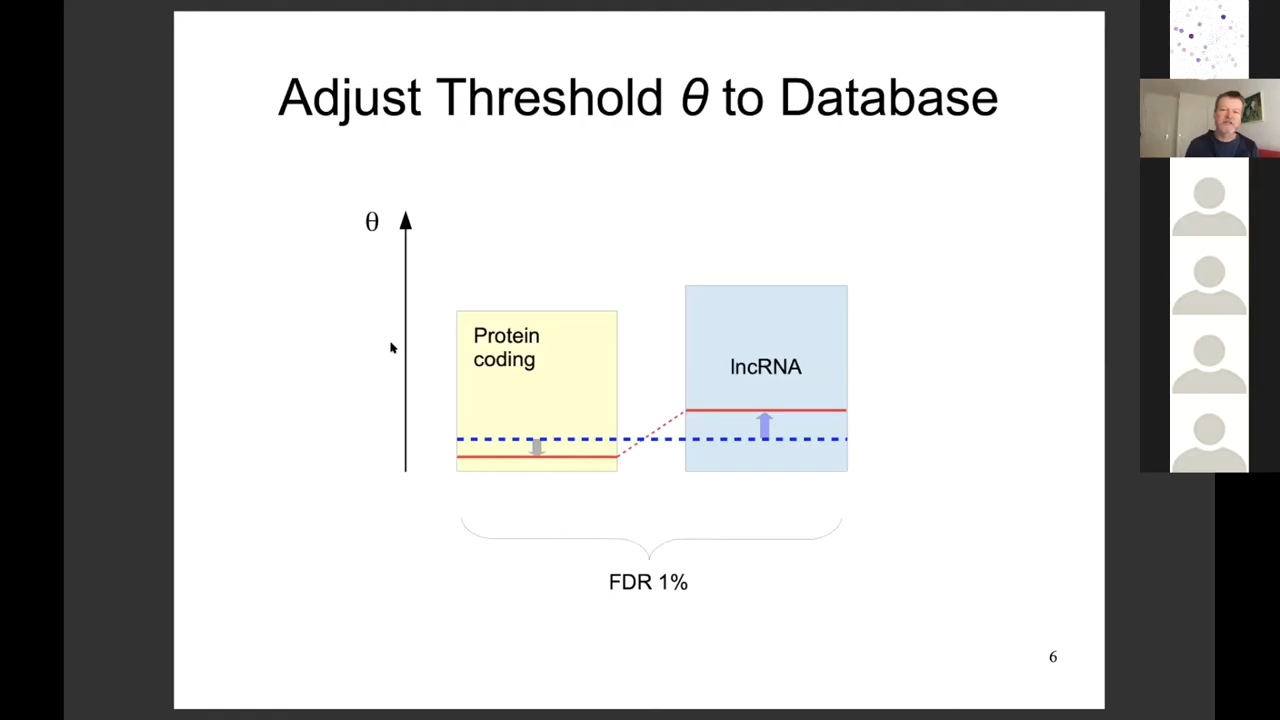 Adjust Threshold θ to Database
θ
Protein
coding
lncRNA
FDR 1%
6